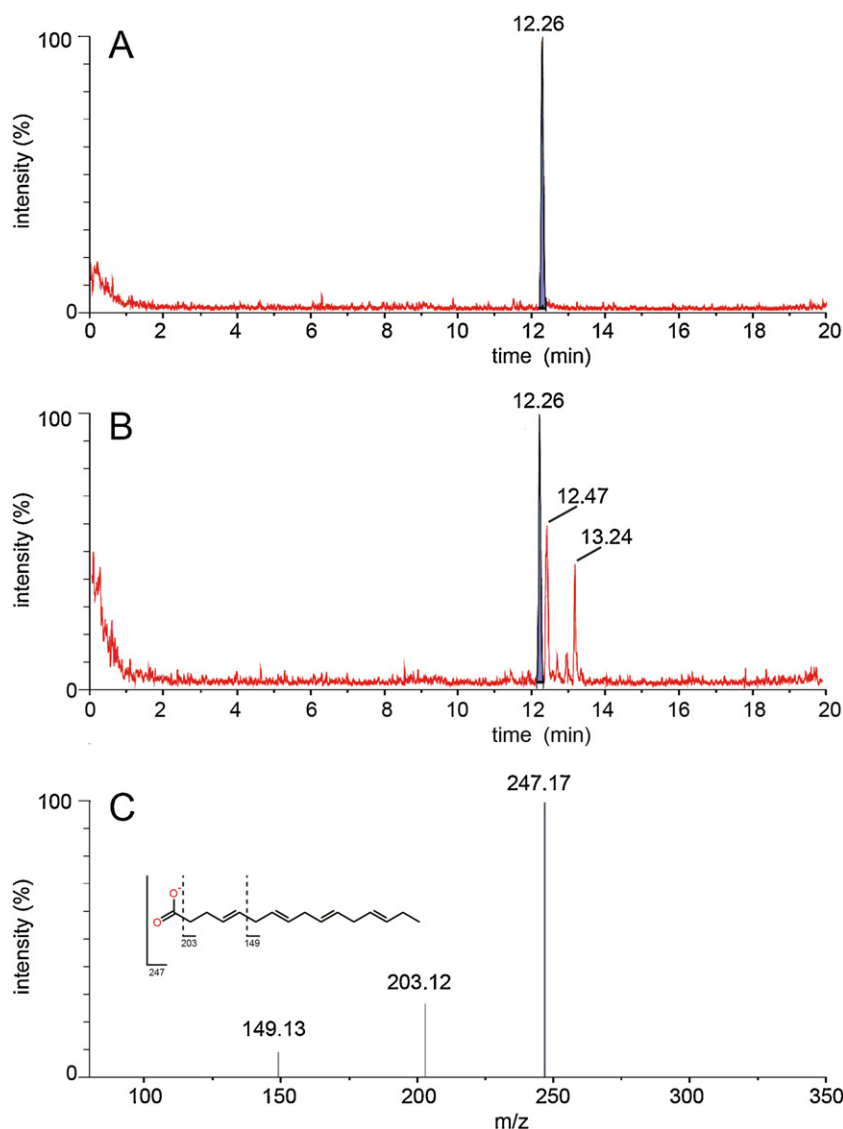 A
12.26
100
intensity (%)
0
0 2 4 6 8 10 12 14 16 18 20
time (min)
B
12.26
100
12.47
13.24
intensity (%)
0
0 2 4 6 8 10 12 14 16 18 20
time (min)
C
247.17
100
O-
O
203 149
247
intensity (%)
203.12
149.13
0
100 150 200 250 300 350
m/z